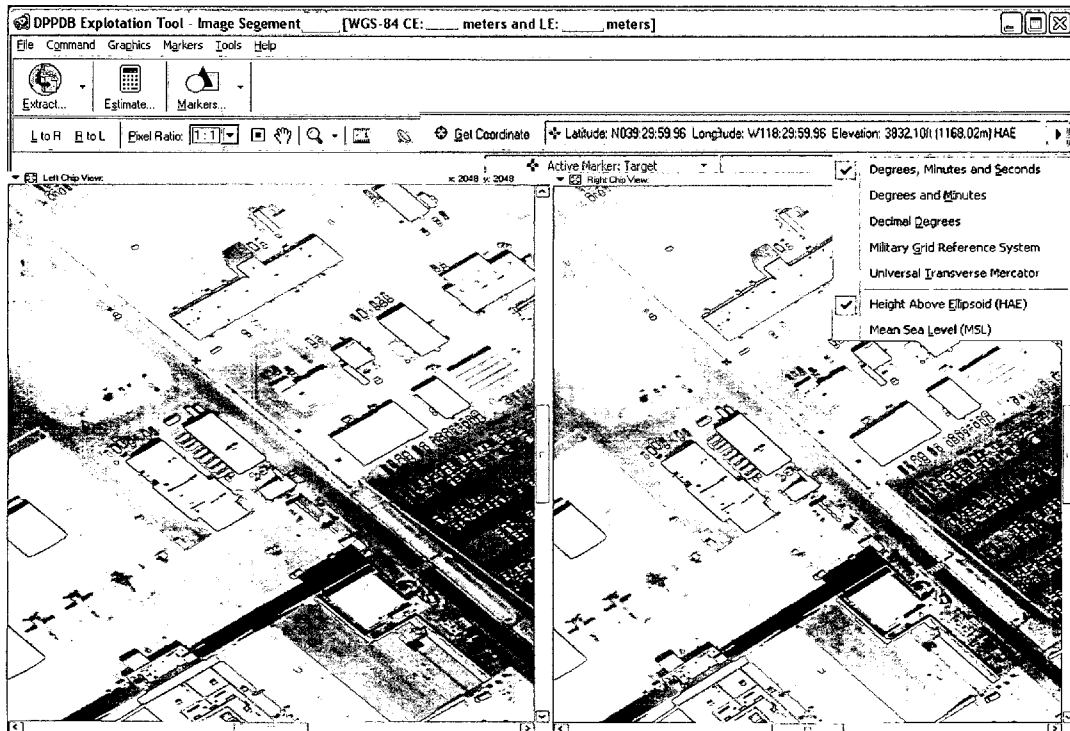 DPPDB Explotation Tool - Image Segement_____ [WGS-84 CE:_____ meters and LE: ______ meters]
File Command Graphics Markers Tools Help
Extract... Estimate... Markers...
L to R R to L Pixel Ratio: 1:1 Get Coordinate Latitude: N039:29:59.96 Longitude: W118:29:59.96 Elevation: 3832.10ft (1168.02m) HAE
Active Marker: Target
Left Chip View: x: 2048 y: 2048 Right Chip View:
Degrees, Minutes and Seconds
Degrees and Minutes
Decimal Degrees
Military Grid Reference System
Universal Transverse Mercator
Height Above Ellipsoid (HAE)
Mean Sea Level (MSL)